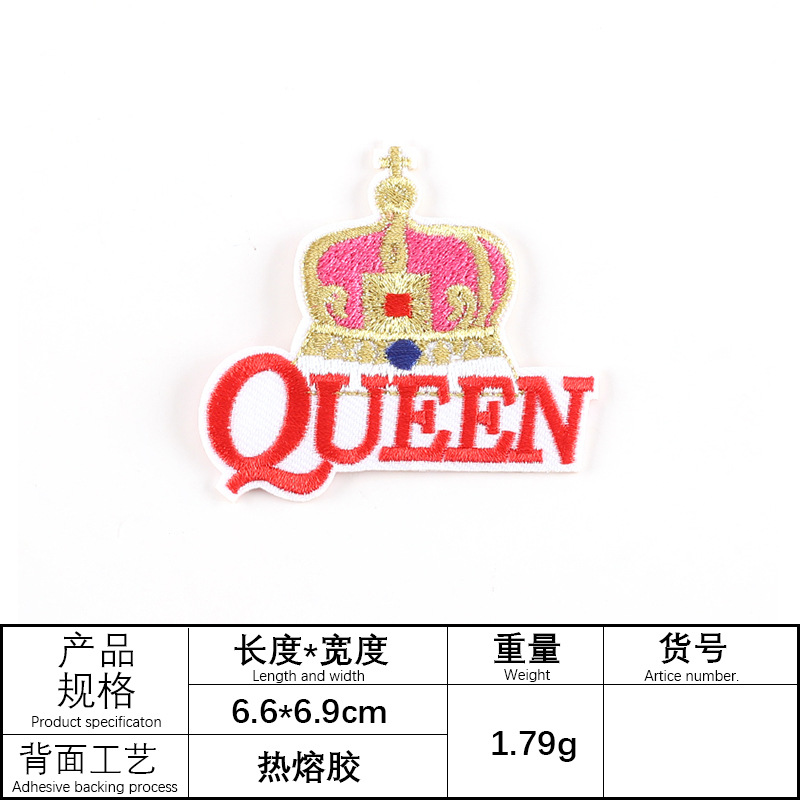 QUEEN
产品
规格
Product specificaton
长度*宽度
Length and width
重量
Weight
货号
Artice number.
6.6*6.9cm
1.79g
背面工艺
Adhesive backing process
热熔胶